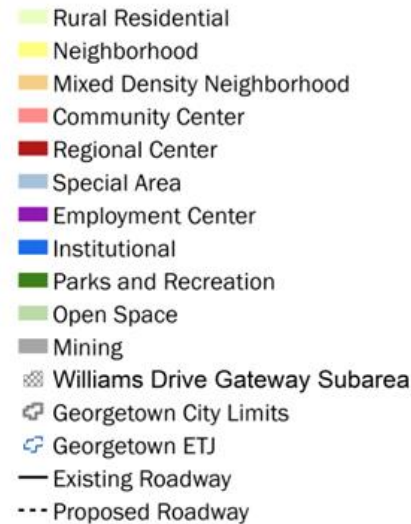 Rural Residential
Neighborhood
Mixed Density Neighborhood
Community Center
Regional Center
Special Area
Employment Center
Institutional
Parks and Recreation
Open Space
Mining
Williams Drive Gateway Subarea
Georgetown City Limits
Georgetown ETJ
Existing Roadway
Proposed Roadway